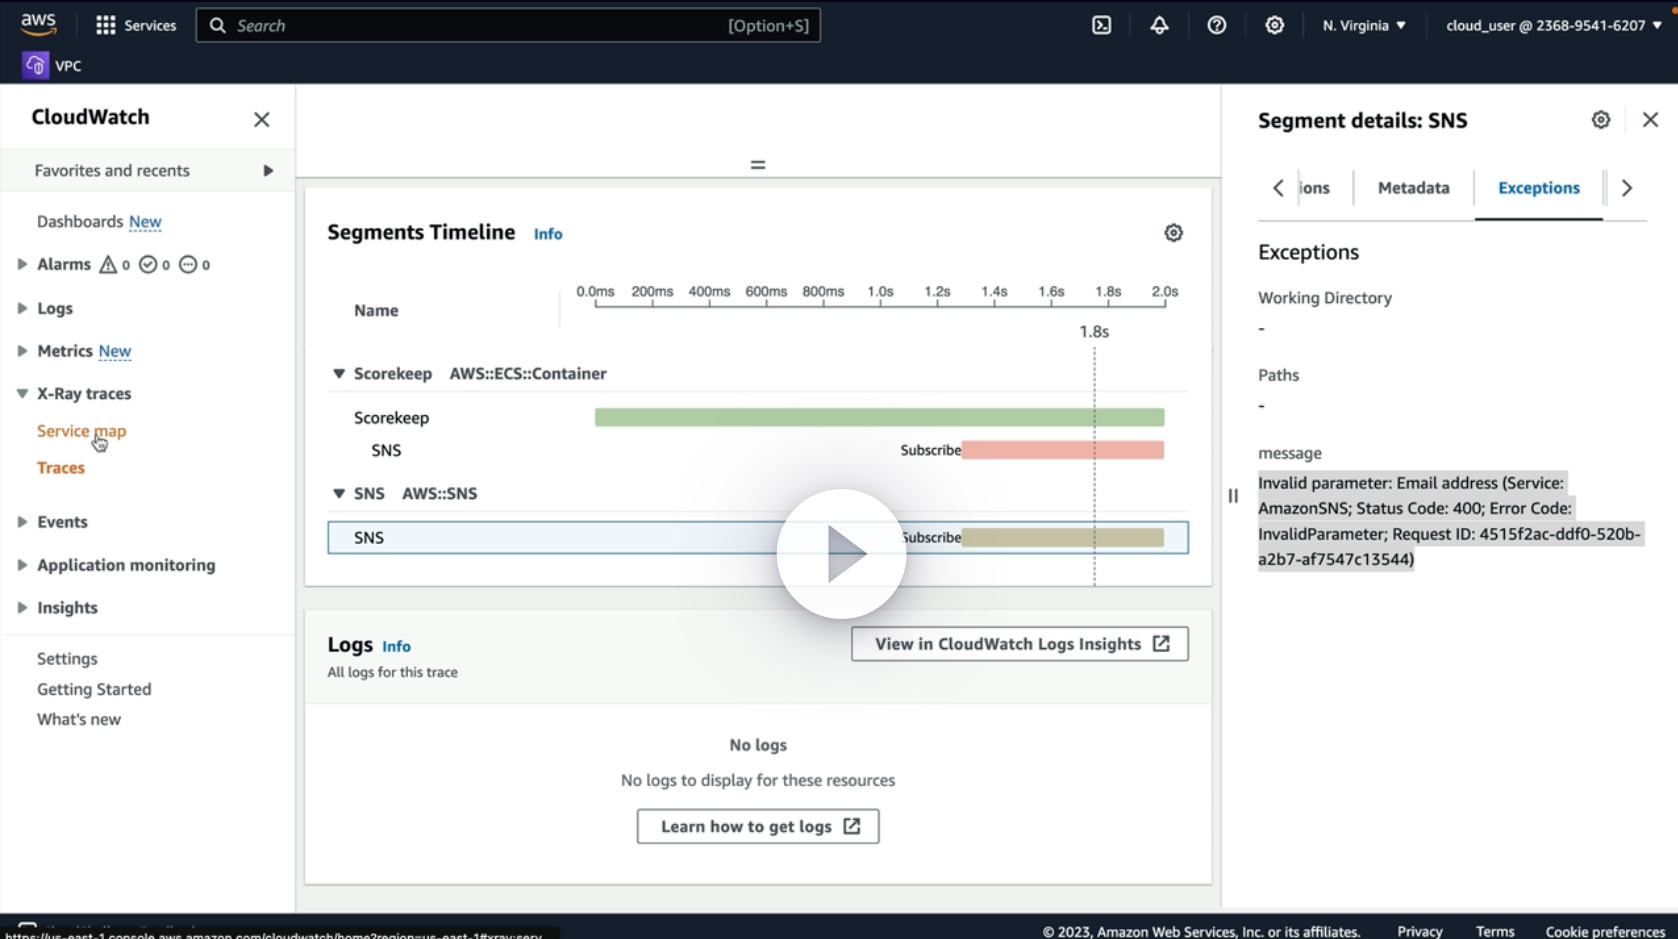 aws
Services
Search
[Option+S]
N. Virginia
cloud_user @ 2368-9541-6207
VPC
CloudWatch
Favorites and recents
Dashboards New
Alarms 0 0 0
Logs
Metrics New
X-Ray traces
Service map
Traces
Events
Application monitoring
Insights
Settings
Getting Started
What's new
Segments Timeline Info
Name
0.0ms 200ms 400ms 600ms 800ms 1.0s 1.2s 1.4s 1.6s 1.8s 2.0s
1.8s
Scorekeep AWS::ECS::Container
Scorekeep
SNS Subscribe
SNS AWS::SNS
SNS Subscribe
Logs Info
All logs for this trace
View in CloudWatch Logs Insights
No logs
No logs to display for these resources
Learn how to get logs
Segment details: SNS
ions Metadata Exceptions
Exceptions
Working Directory
-
Paths
-
message
Invalid parameter: Email address (Service:
AmazonSNS; Status Code: 400; Error Code:
InvalidParameter; Request ID: 4515f2ac-ddf0-520b-
a2b7-af7547c13544)
https://us-east-1.console.aws.amazon.com/cloudwatch/home?region=us-east-1#xray:serv
© 2023, Amazon Web Services, Inc. or its affiliates. Privacy Terms Cookie preferences